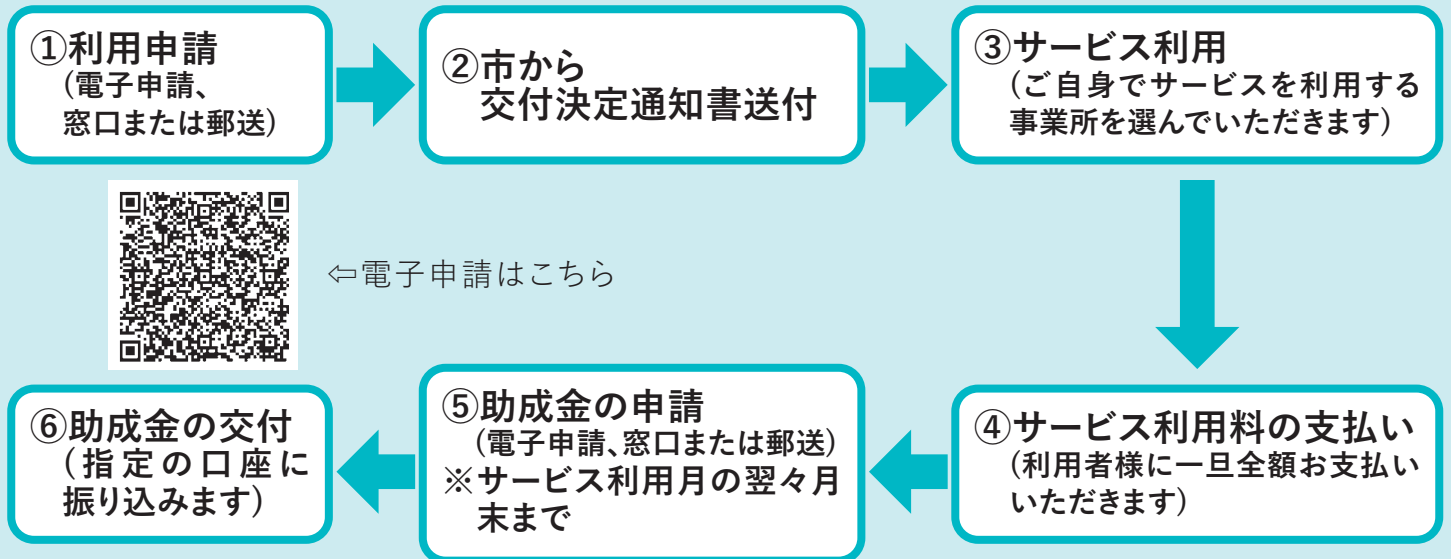 ①利用申請
(電子申請、
窓口または郵送)
②市から
交付決定通知書送付
③サービス利用
(ご自身でサービスを利用する
事業所を選んでいただきます)
⇦電子申請はこちら
④サービス利用料の支払い
(利用者様に一旦全額お支払い
いただきます)
⑤助成金の申請
(電子申請、窓口または郵送)
※サービス利用月の翌々月
末まで
⑥助成金の交付
(指定の口座に
振り込みます)